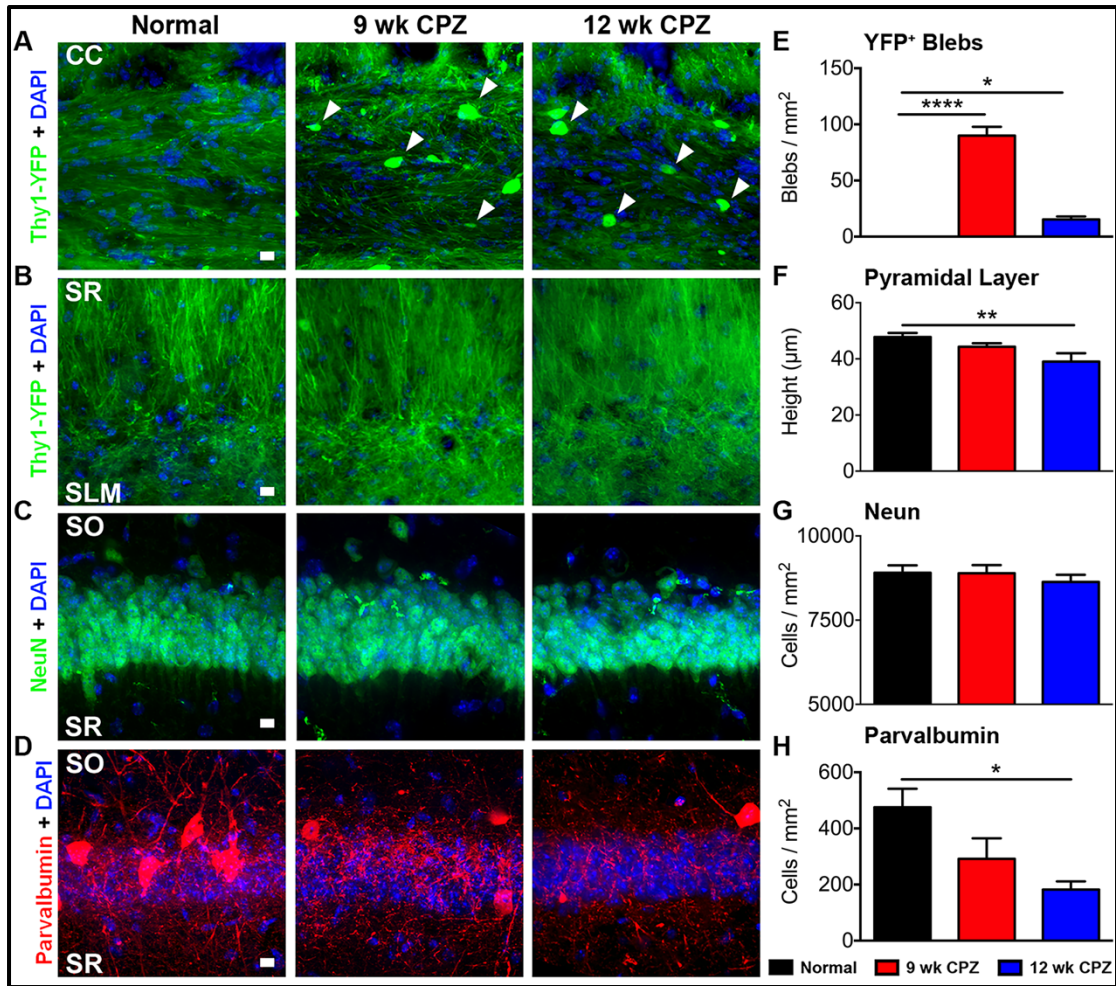 Normal 9 wk CPZ 12 wk CPZ
A
CC
Thy1-YFP + DAPI
B
SR
SLM
Thy1-YFP + DAPI
C
SO
SR
NeuN + DAPI
D
SO
SR
Parvalbumin + DAPI
E YFP⁺ Blebs
150
100
50
0
Blebs / mm²
*
****
F Pyramidal Layer
60
40
20
0
Height (µm)
**
G Neun
10000
7500
5000
Cells / mm²
H Parvalbumin
600
400
200
0
Cells / mm²
*
Normal 9 wk CPZ 12 wk CPZ